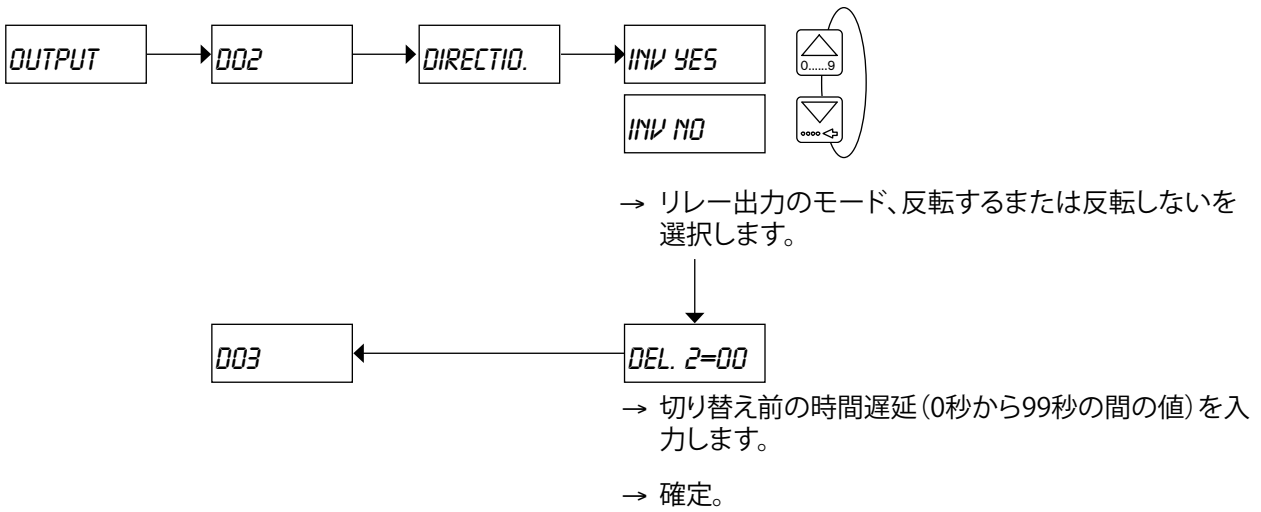 OUTPUT
DO2
DIRECTIO.
INV YES
0......9
INV NO
→ リレー出力のモード、反転するまたは反転しないを
選択します。
DO3
DEL. 2=00
→ 切り替え前の時間遅延（0秒から99秒の間の値）を入
力します。
→ 確定。